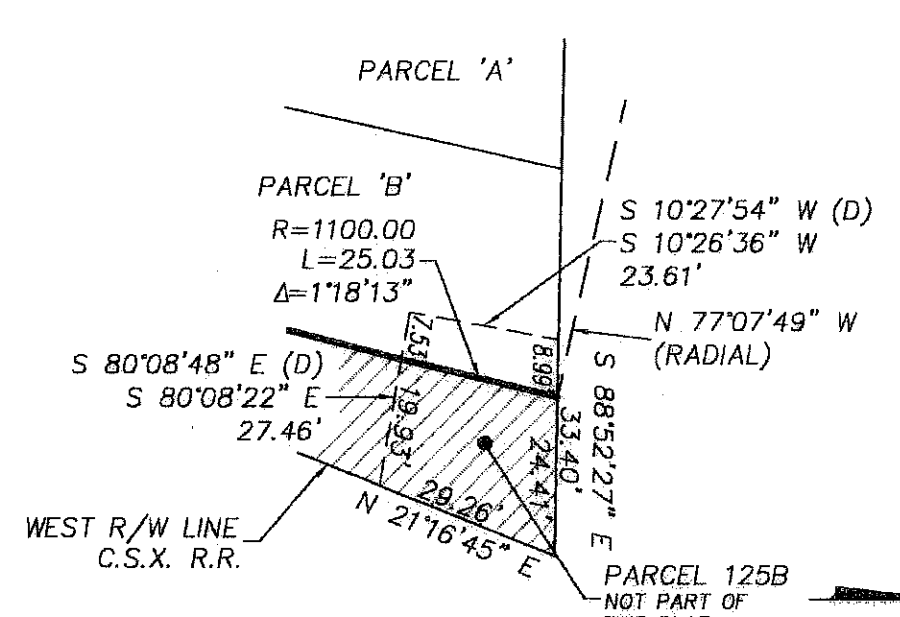 PARCEL 'A'
PARCEL 'B'
R=1100.00
L=25.03
Δ=1°18'13"
S 10°27'54" W (D)
S 10°26'36" W
23.61'
N 77°07'49" W
(RADIAL)
7.53
8.99
S 80°08'48" E (D)
S 80°08'22" E
27.46'
19.93'
24.41'
S 88°52'27" E
33.40'
29.26'
N 21°16'45" E
WEST R/W LINE
C.S.X. R.R.
PARCEL 125B
NOT PART OF